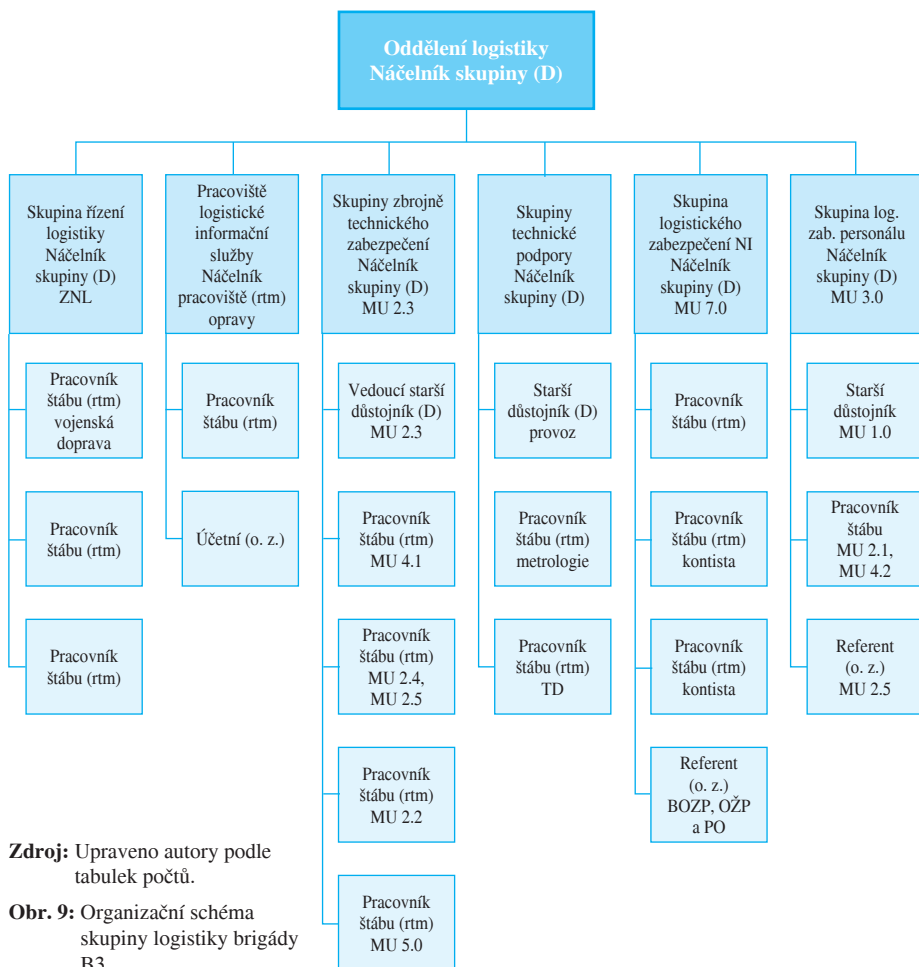 Oddělení logistiky
Náčelník skupiny (D)
Skupina řízení
logistiky
Náčelník
skupiny (D)
ZNL
Pracovník
štábu (rtm)
vojenská
doprava
Pracovník
štábu (rtm)
Pracovník
štábu (rtm)
Pracoviště
logistické
informační
služby
Náčelník
pracoviště (rtm)
opravy
Pracovník
štábu (rtm)
Účetní (o. z.)
Skupiny zbrojně
technického
zabezpečení
Náčelník
skupiny (D)
MU 2.3
Vedoucí starší
důstojník (D)
MU 2.3
Pracovník
štábu (rtm)
MU 4.1
Pracovník
štábu (rtm)
MU 2.4,
MU 2.5
Pracovník
štábu (rtm)
MU 2.2
Pracovník
štábu (rtm)
MU 5.0
Skupiny
technické
podpory
Náčelník
skupiny (D)
Starší
důstojník (D)
provoz
Pracovník
štábu (rtm)
metrologie
Pracovník
štábu (rtm)
TD
Skupina
logistického
zabezpečení NI
Náčelník
skupiny (D)
MU 7.0
Pracovník
štábu (rtm)
Pracovník
štábu (rtm)
kontista
Pracovník
štábu (rtm)
kontista
Referent
(o. z.)
BOZP, OŽP
a PO
Skupina log.
zab. personálu
Náčelník
skupiny (D)
MU 3.0
Starší
důstojník
MU 1.0
Pracovník
štábu
MU 2.1,
MU 4.2
Referent
(o. z.)
MU 2.5
Zdroj: Upraveno autory podle
tabulek počtů.
Obr. 9: Organizační schéma
skupiny logistiky brigády
B3